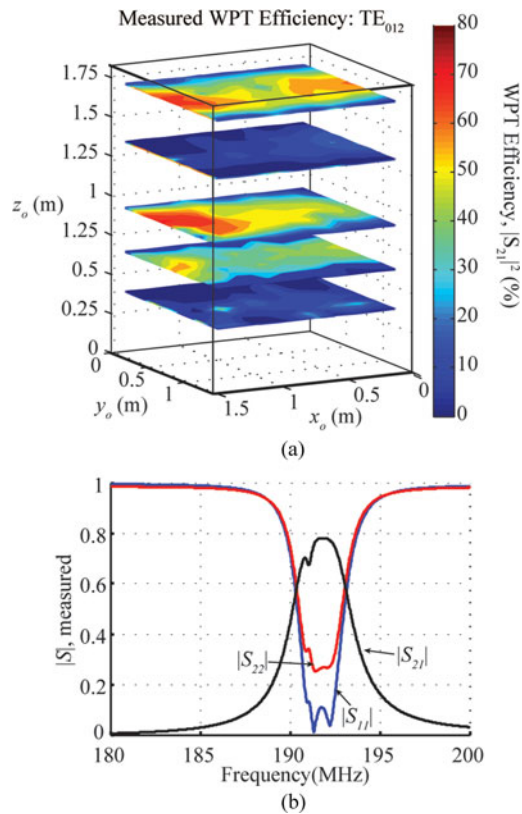 Measured WPT Efficiency: TE012
80
70
60
50
40
30
20
10
0
WPT Efficiency, |S21|² (%)
1.75
1.5
1.25
1
1.25
0.5
0.25
0
zo (m)
0
0.5
1
yo (m)
1.5
1
0.5
0
xo (m)
(a)
1
0.8
0.6
0.4
0.2
0
|S|, measured
|S22|
|S21|
|S11|
180
185
190
195
200
Frequency(MHz)
(b)